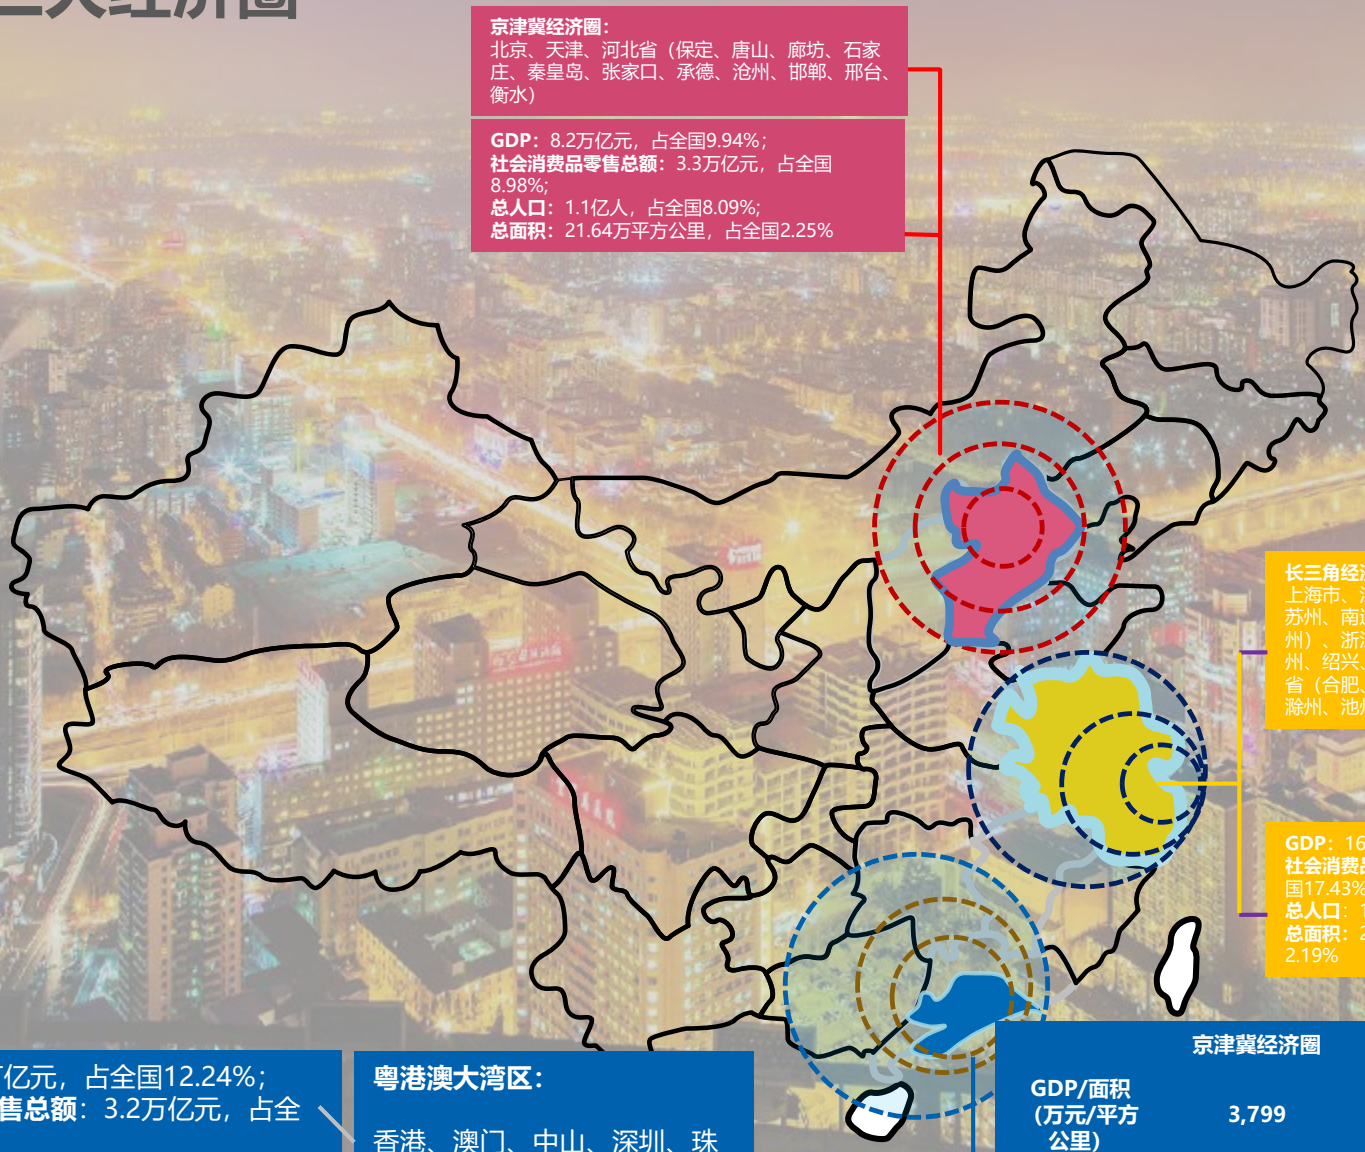 三大经济圈
京津冀经济圈：
北京、天津、河北省（保定、唐山、廊坊、石家
庄、秦皇岛、张家口、承德、沧州、邯郸、邢台、
衡水）
GDP：8.2万亿元，占全国9.94%；
社会消费品零售总额：3.3万亿元，占全国
8.98%;
总人口：1.1亿人，占全国8.09%;
总面积：21.64万平方公里，占全国2.25%
长三角经
上海市、
苏州、南
州）、浙
州、绍兴、
省（合肥、
滁州、池
GDP：16
社会消费
国17.43%
总人口：1
总面积：2
2.19%
亿元，占全国12.24%；
售总额：3.2万亿元，占全
粤港澳大湾区：
香港、澳门、中山、深圳、珠
京津冀经济圈
GDP/面积
(万元/平方
公里）
3,799